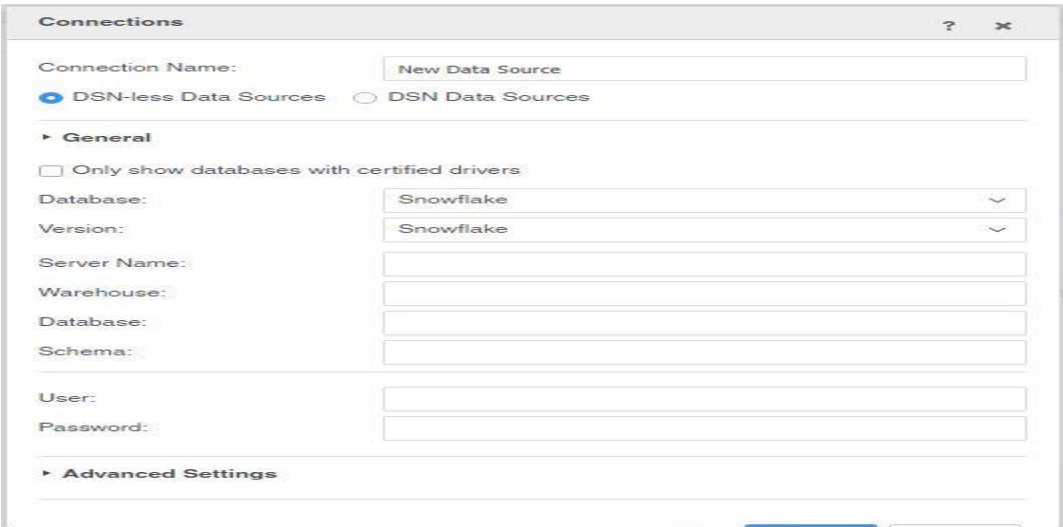 Connections ?
Connection Name: New Data Source
DSN-less Data Sources DSN Data Sources
General
Only show databases with certified drivers
Database: Snowflake
Version: Snowflake
Server Name:
Warehouse:
Database:
Schema:
User:
Password:
Advanced Settings